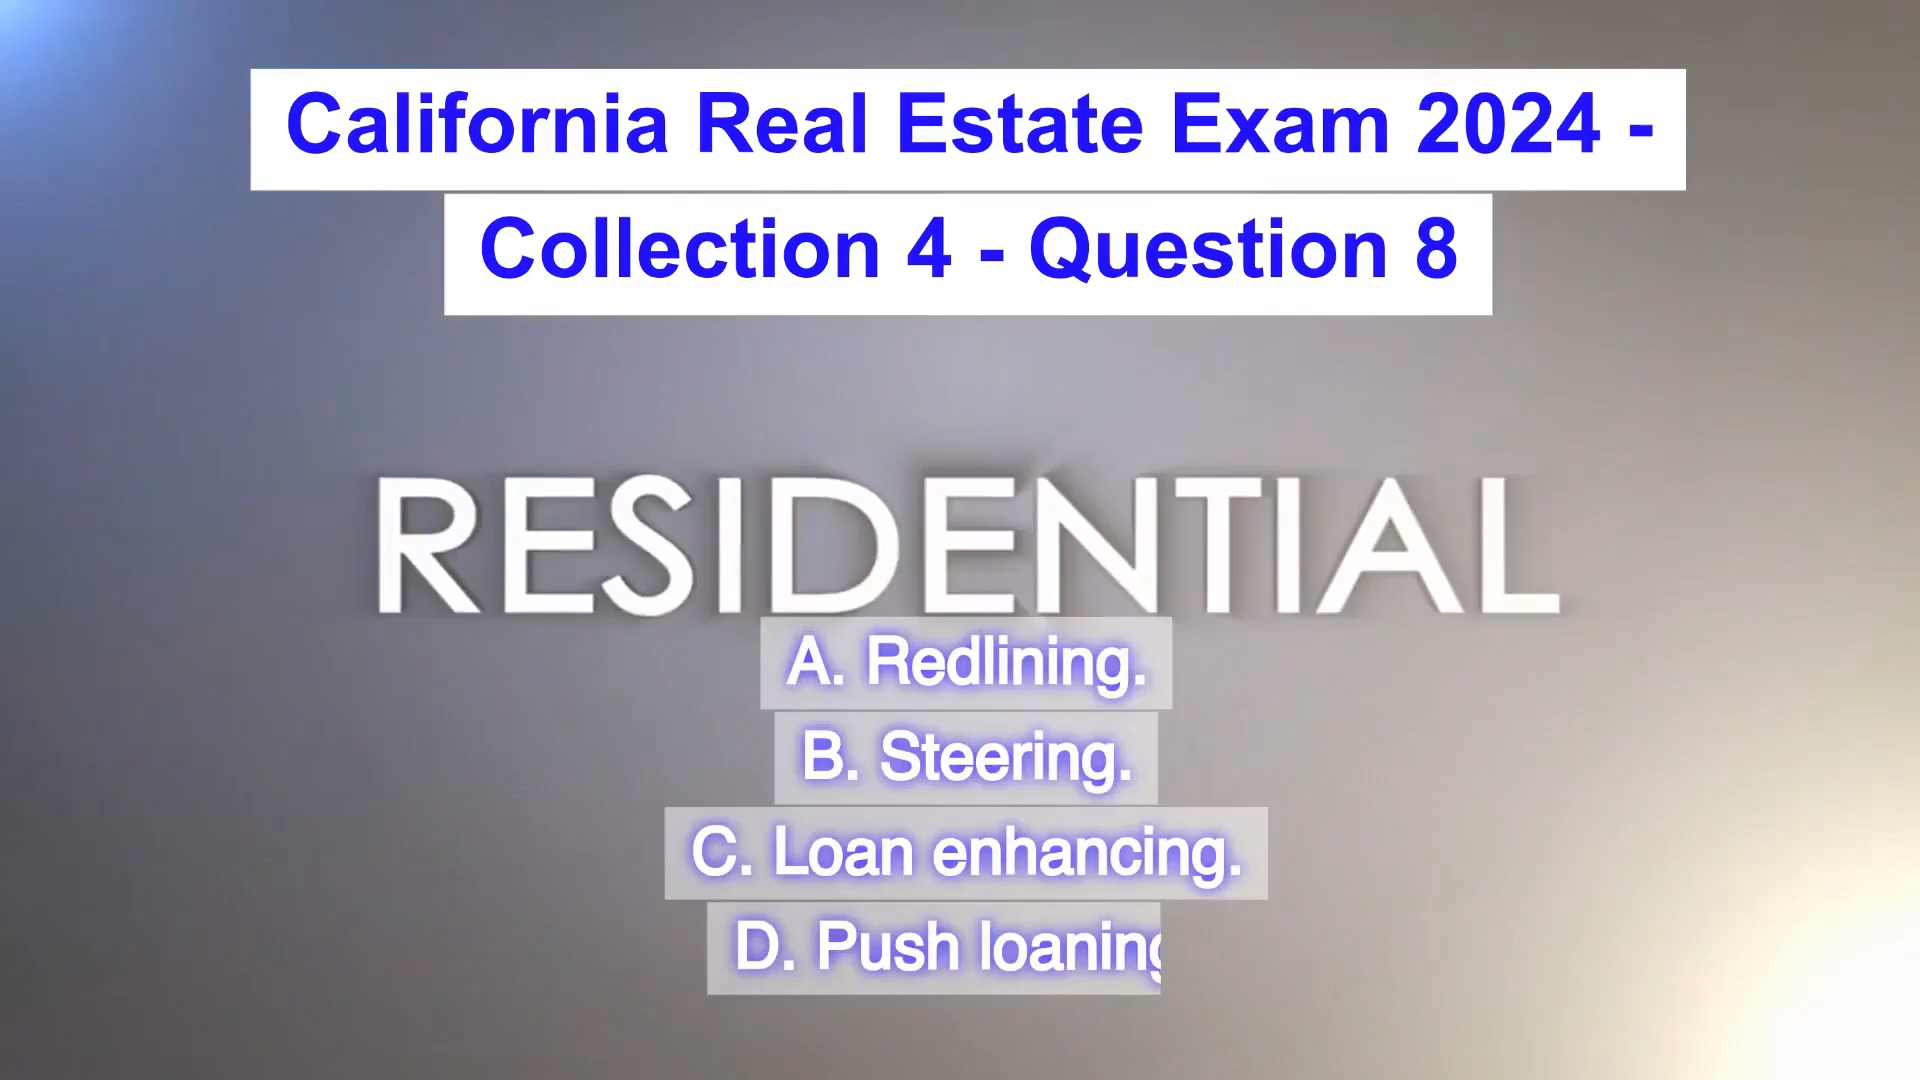 California Real Estate Exam 2024 -
Collection 4 - Question 8
RESIDENTIAL
A. Redlining.
B. Steering.
C. Loan enhancing.
D. Push loaning